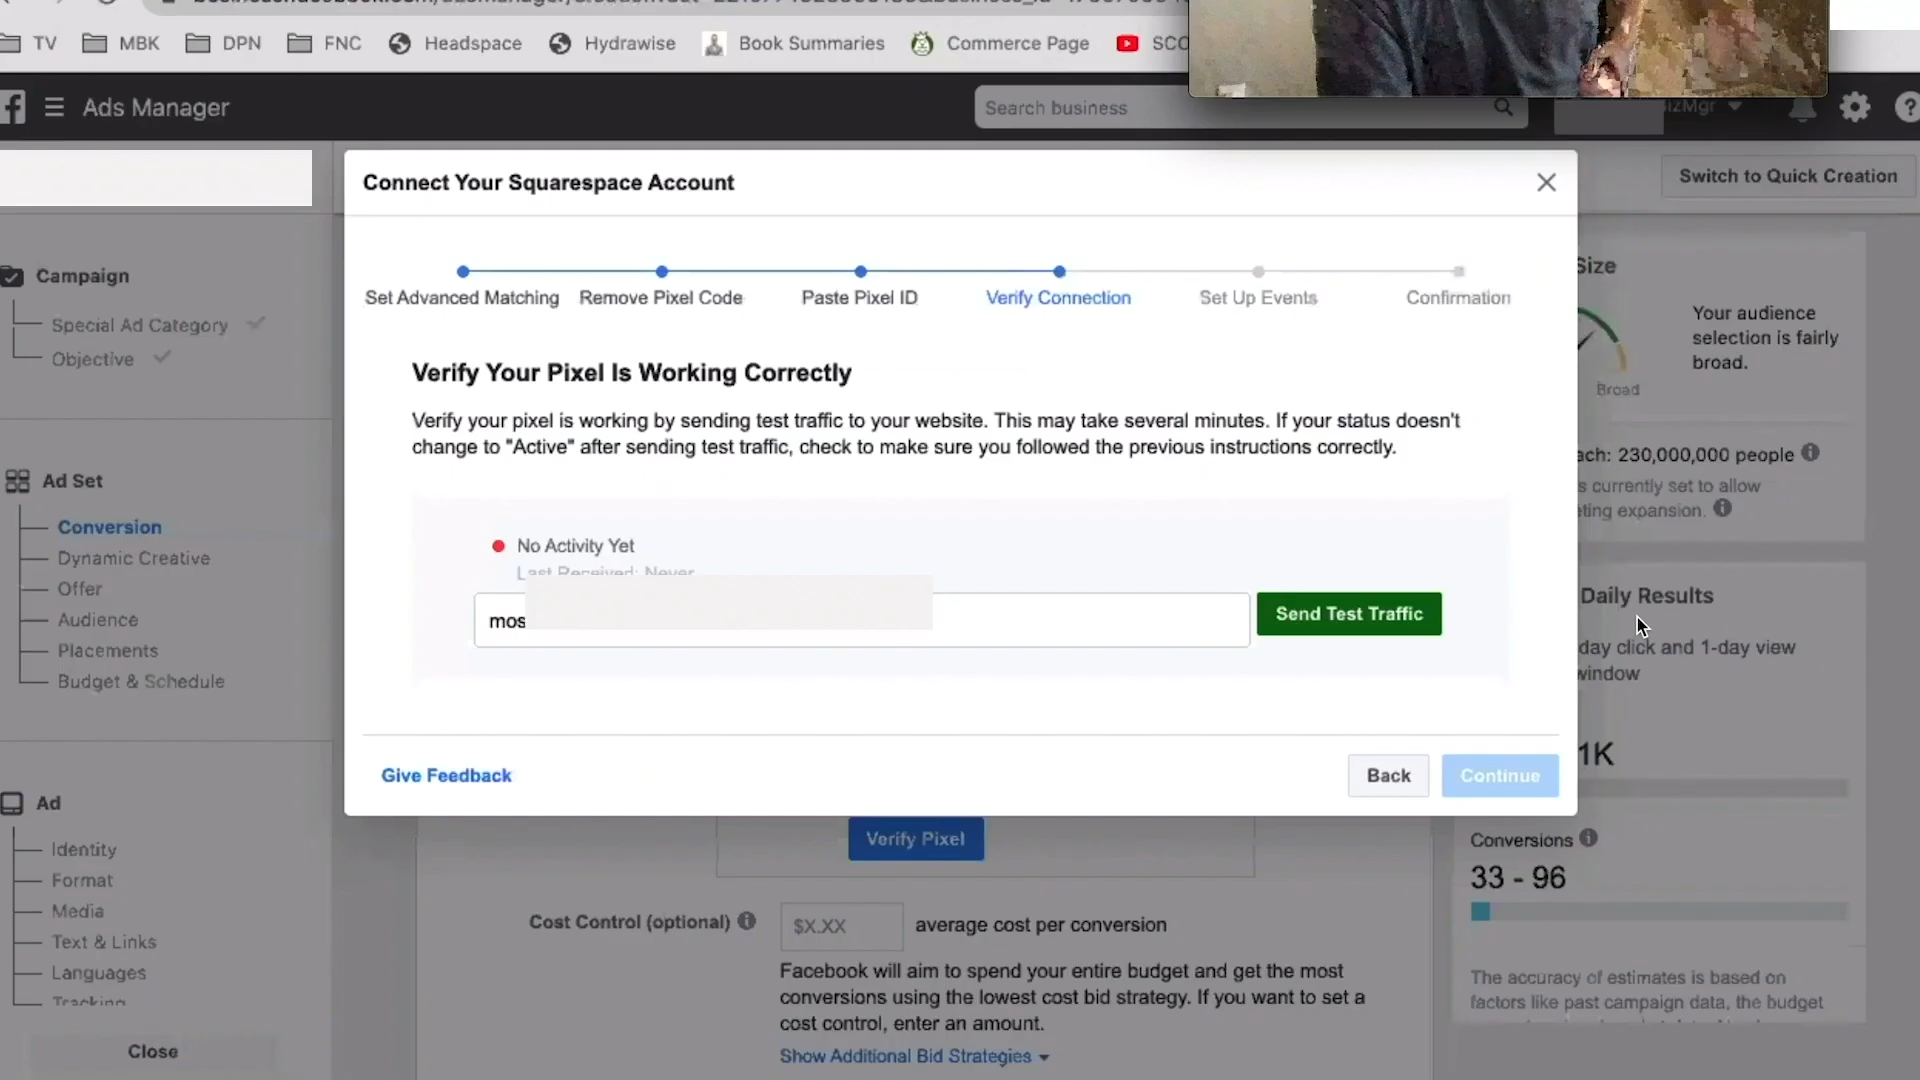 TV MBK DPN FNC Headspace Hydrawise Book Summaries Commerce Page
Ads Manager
Search business
Switch to Quick Creation
Connect Your Squarespace Account
Set Advanced Matching Remove Pixel Code Paste Pixel ID Verify Connection Set Up Events Confirmation
Verify Your Pixel Is Working Correctly
Verify your pixel is working by sending test traffic to your website. This may take several minutes. If your status doesn't
change to "Active" after sending test traffic, check to make sure you followed the previous instructions correctly.
No Activity Yet
Last Received: Never
mos
Send Test Traffic
Give Feedback
Back
Continue
Campaign
Special Ad Category
Objective
Ad Set
Conversion
Dynamic Creative
Offer
Audience
Placements
Budget & Schedule
Ad
Identity
Format
Media
Text & Links
Languages
Tracking
Close
Verify Pixel
Cost Control (optional)
$X.XX
average cost per conversion
Facebook will aim to spend your entire budget and get the most
conversions using the lowest cost bid strategy. If you want to set a
cost control, enter an amount.
Show Additional Bid Strategies
Size
Your audience
selection is fairly
broad.
Broad
230,000,000 people
s currently set to allow
expansion.
Daily Results
day click and 1-day view
window
1K
Conversions
33 - 96
The accuracy of estimates is based on
factors like past campaign data, the budget